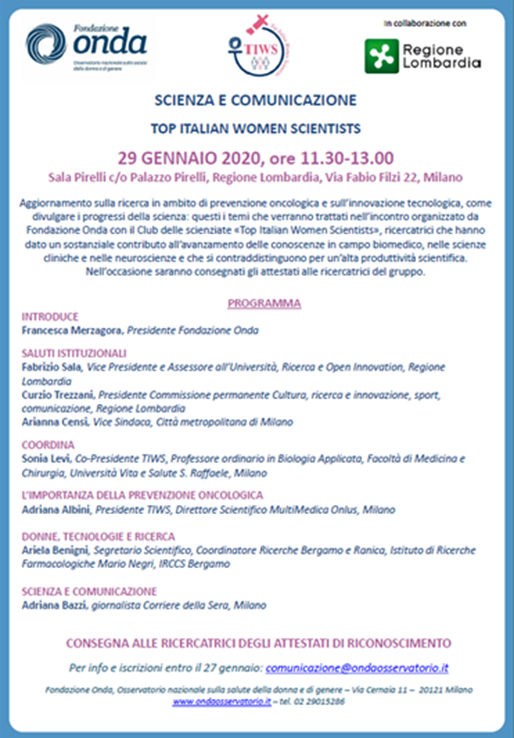 Fondazione
onda
Osservatorio nazionale sulla salute
della donna e di genere
TIWS
In collaborazione con
Regione
Lombardia
SCIENZA E COMUNICAZIONE
TOP ITALIAN WOMEN SCIENTISTS
29 GENNAIO 2020, ore 11.30-13.00
Sala Pirelli c/o Palazzo Pirelli, Regione Lombardia, Via Fabio Filzi 22, Milano
Aggiornamento sulla ricerca in ambito di prevenzione oncologica e sull'innovazione tecnologica, come
divulgare i progressi della scienza: questi i temi che verranno trattati nell'incontro organizzato da
Fondazione Onda con il Club delle scienziate «Top Italian Women Scientists», ricercatrici che hanno
dato un sostanziale contributo all'avanzamento delle conoscenze in campo biomedico, nelle scienze
cliniche e nelle neuroscienze e che si contraddistinguono per un'alta produttività scientifica.
Nell'occasione saranno consegnati gli attestati alle ricercatrici del gruppo.
PROGRAMMA
INTRODUCE
Francesca Merzagora, Presidente Fondazione Onda
SALUTI ISTITUZIONALI
Fabrizio Sala, Vice Presidente e Assessore all'Università, Ricerca e Open Innovation, Regione
Lombardia
Curzio Trezzani, Presidente Commissione permanente Cultura, ricerca e innovazione, sport,
comunicazione, Regione Lombardia
Arianna Censi, Vice Sindaca, Città metropolitana di Milano
COORDINA
Sonia Levi, Co-Presidente TIWS, Professore ordinario in Biologia Applicata, Facoltà di Medicina e
Chirurgia, Università Vita e Salute S. Raffaele, Milano
L'IMPORTANZA DELLA PREVENZIONE ONCOLOGICA
Adriana Albini, Presidente TIWS, Direttore Scientifico MultiMedica Onlus, Milano
DONNE, TECNOLOGIE E RICERCA
Ariela Benigni, Segretario Scientifico, Coordinatore Ricerche Bergamo e Ranica, Istituto di Ricerche
Farmacologiche Mario Negri, IRCCS Bergamo
SCIENZA E COMUNICAZIONE
Adriana Bazzi, giornalista Corriere della Sera, Milano
CONSEGNA ALLE RICERCATRICI DEGLI ATTESTATI DI RICONOSCIMENTO
Per info e iscrizioni entro il 27 gennaio: comunicazione@ondaosservatorio.it
Fondazione Onda, Osservatorio nazionale sulla salute della donna e di genere – Via Cernaia 11 – 20121 Milano
www.ondaosservatorio.it – tel. 02 29015286